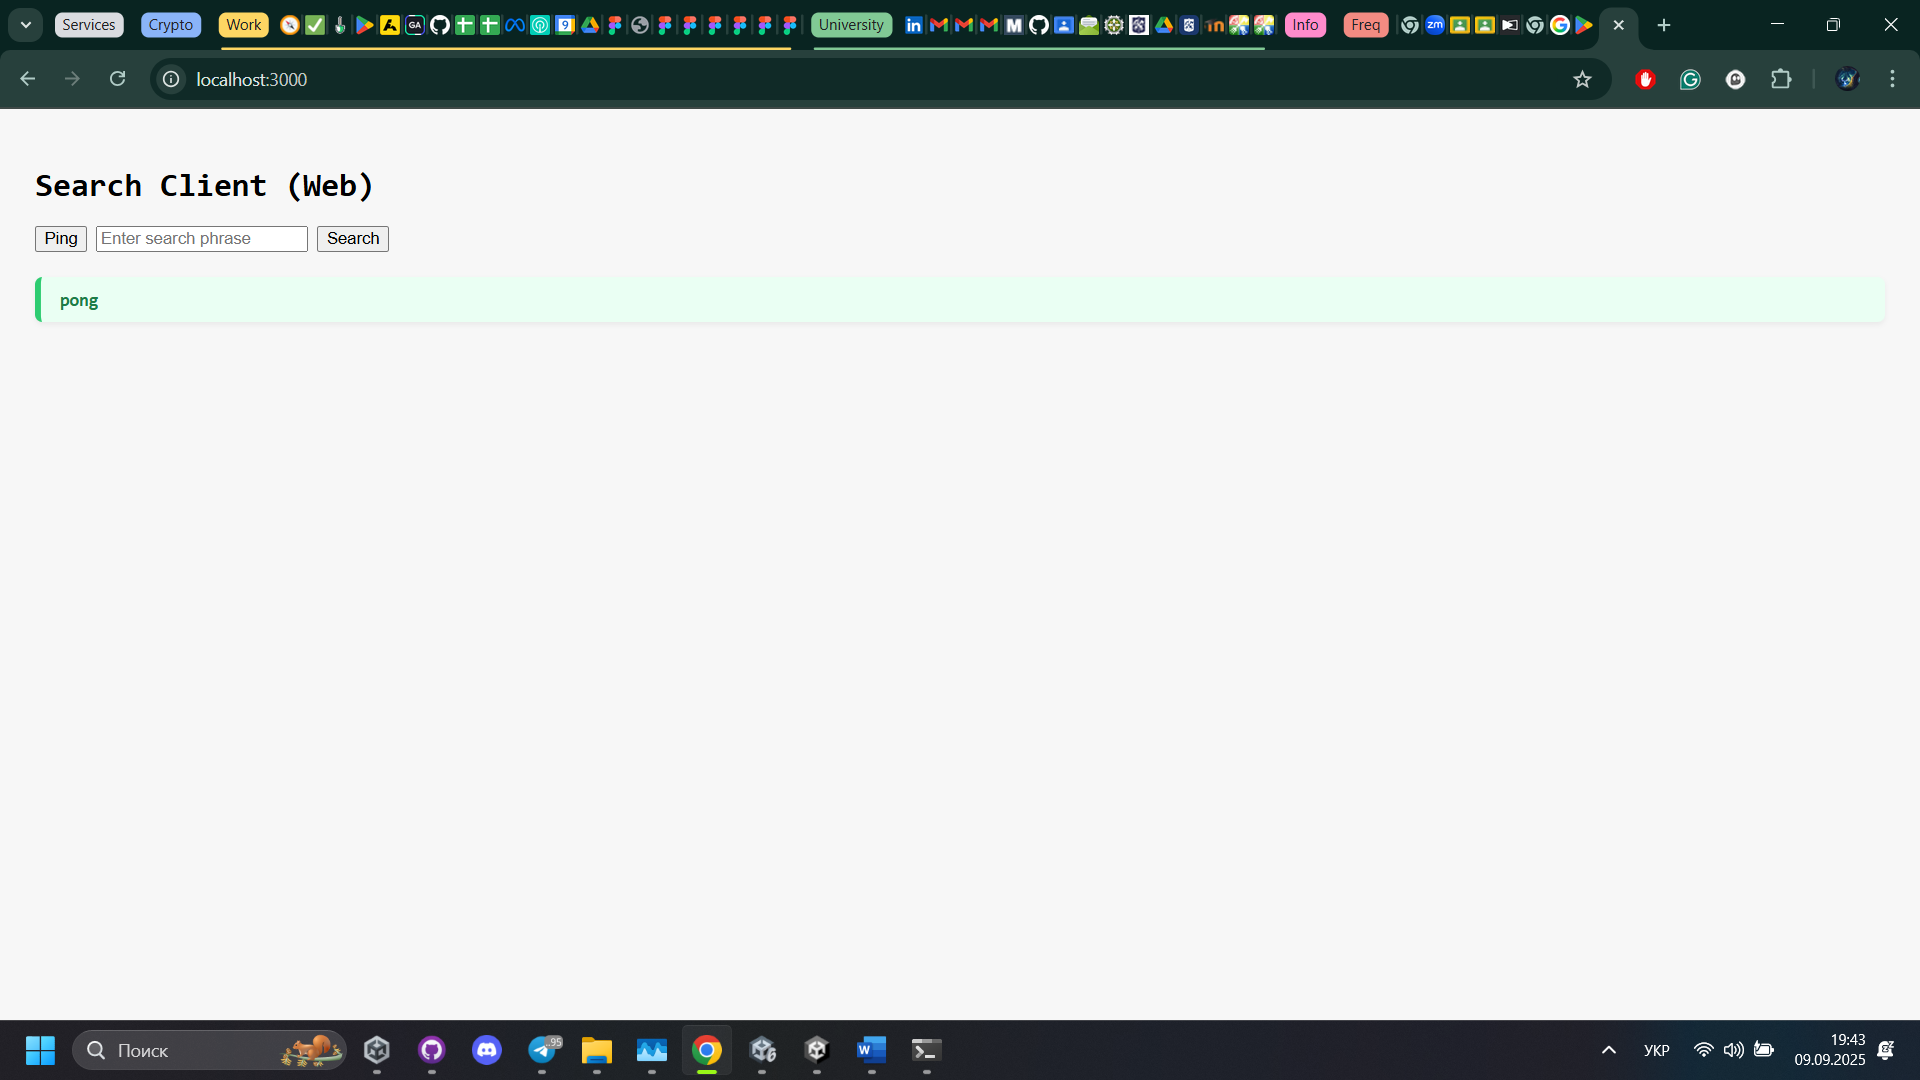 Services Crypto Work University Info Freq
localhost:3000
Search Client (Web)
Ping Enter search phrase Search
pong
Поиск
95
УКР
19:43
09.09.2025